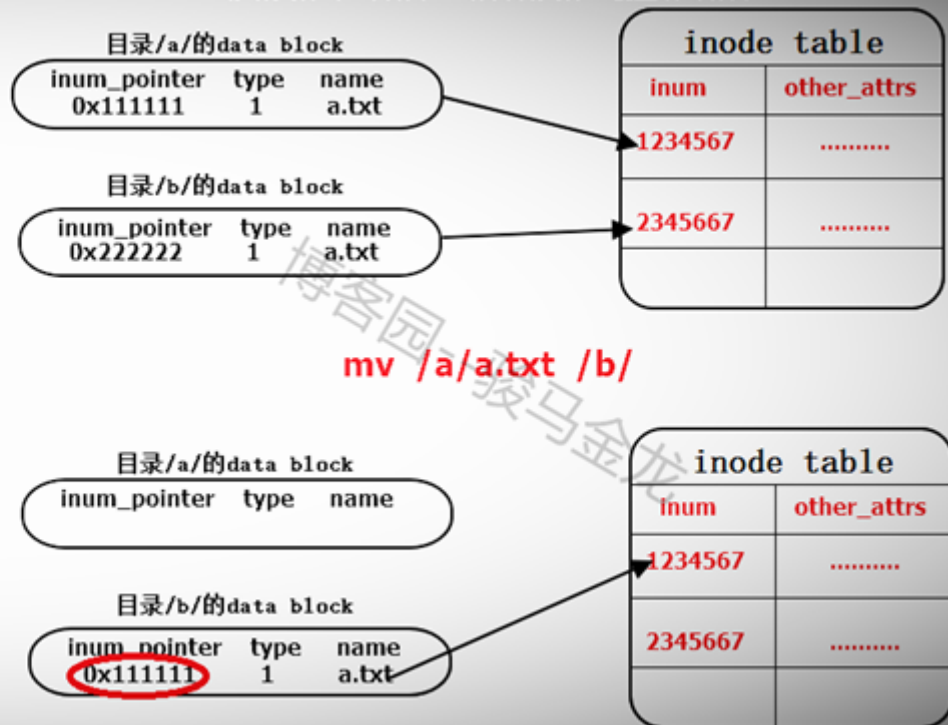 目录/a/的data block
inum_pointer type name
0x111111 1 a.txt
inode table
inum other_attrs
1234567 ..........
2345667 ..........
目录/b/的data block
inum_pointer type name
0x222222 1 a.txt
博客园--骏马金龙
mv /a/a.txt /b/
目录/a/的data block
inum_pointer type name
inode table
inum other_attrs
1234567 ..........
2345667 ..........
目录/b/的data block
inum_pointer type name
0x111111 1 a.txt